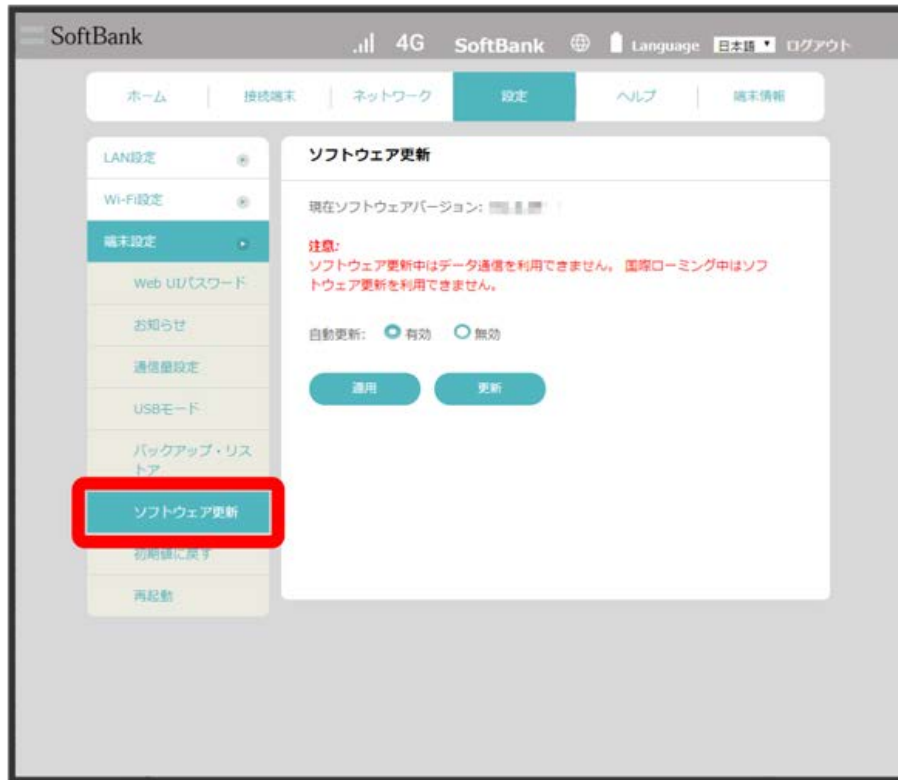 SoftBank
4G SoftBank Language 日本語 ログアウト
ホーム 接続端末 ネットワーク 設定 ヘルプ 端末情報
LAN設定
Wi-Fi設定
端末設定
Web UIパスワード
お知らせ
通信量設定
USBモード
バックアップ・リス
トア
ソフトウェア更新
初期値に戻す
再起動
ソフトウェア更新
現在ソフトウェアバージョン:
注意:
ソフトウェア更新中はデータ通信を利用できません。 国際ローミング中はソフ
トウェア更新を利用できません。
自動更新: 有効 無効
適用 更新